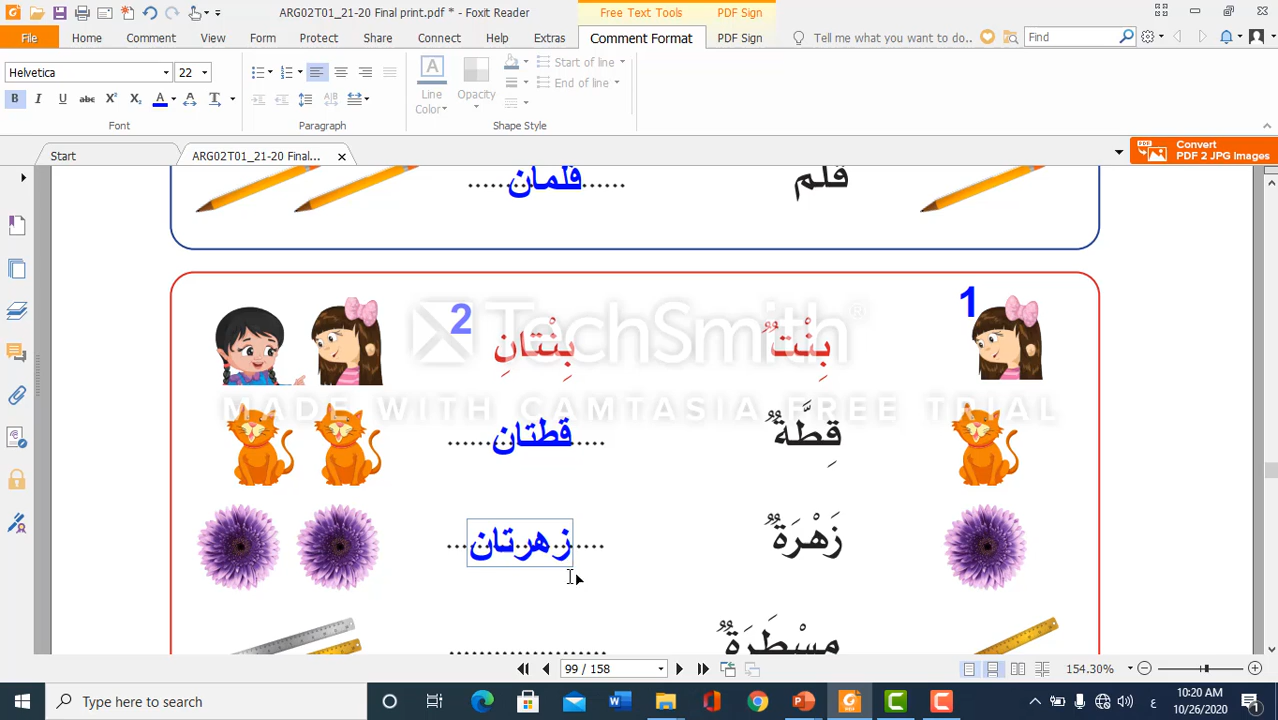 ARG02T01_21-20 Final print.pdf * - Foxit Reader
Free Text Tools
PDF Sign
File
Home
Comment
View
Form
Protect
Share
Connect
Help
Extras
Comment Format
PDF Sign
Tell me what you want to do..
Find
Helvetica
22
Start of line
End of line
Line Color
Opacity
Font
Paragraph
Shape Style
Start
ARG02T01_21-20 Final...
Convert
PDF 2 JPG Images
قلم
......قلمان......
1
2
بِنْتٌ
بِنْتانِ
قِطَّةٌ
.....قطتان......
زَهْرَةٌ
....زهرتان...
مِسْطَرَةٌ
.....................
TechSmith®
MADE WITH CAMTASIA FREE TRIAL
99 / 158
154.30%
Type here to search
ع
10:20 AM
10/26/2020